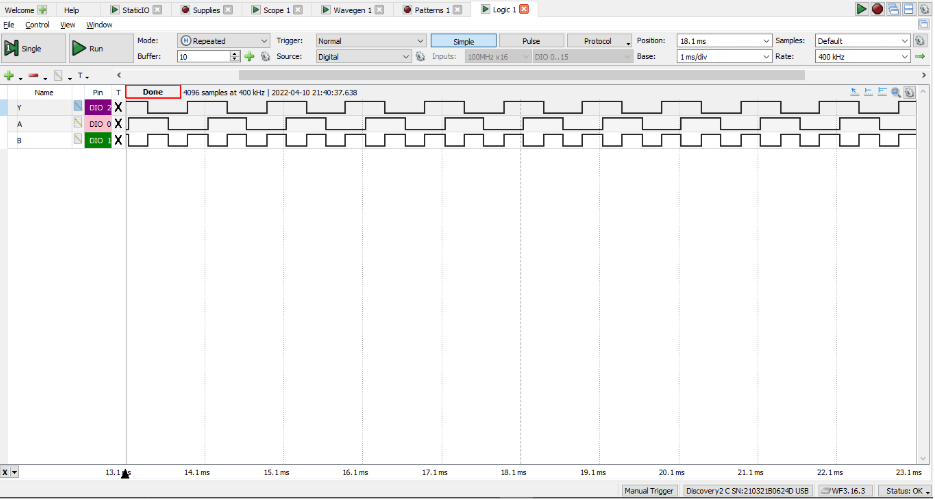 Welcome Help StaticIO Supplies Scope 1 Wavegen 1 Patterns 1 Logic 1
File Control View Window
Single Run Mode: Repeated Trigger: Normal Simple Pulse Protocol Position: 18.1 ms Samples: Default
Buffer: 10 Source: Digital Inputs: 100MHz x16 DIO 0..15 Base: 1 ms/div Rate: 400 kHz
T
Name Pin T Done 4096 samples at 400 kHz | 2022-04-10 21:40:37.638
Y DIO 2 X
A DIO 0 X
B DIO 1 X
X 13.1 ms 14.1 ms 15.1 ms 16.1 ms 17.1 ms 18.1 ms 19.1 ms 20.1 ms 21.1 ms 22.1 ms 23.1 ms
Manual Trigger Discovery2 C SN:210321B0624D USB WF3.16.3 Status: OK